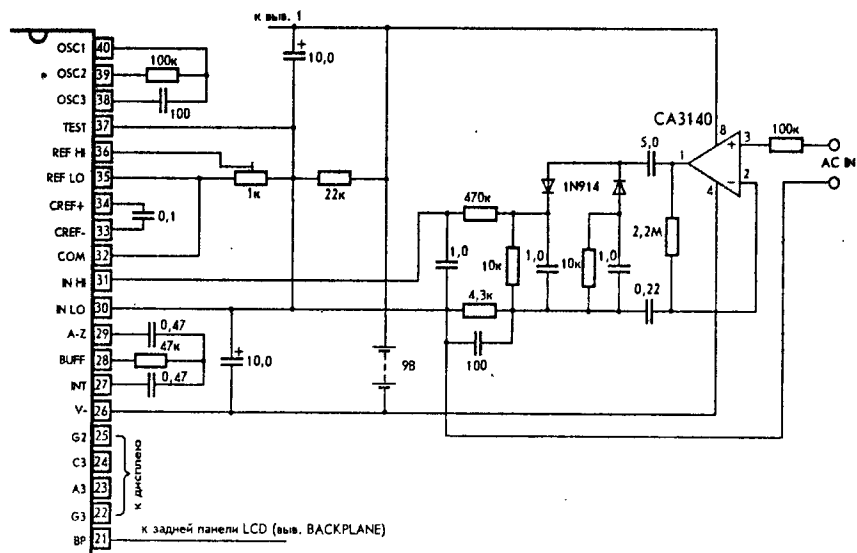 к выв. 1
OSC1 40
OSC2 39
OSC3 38
TEST 37
REF HI 36
REF LO 35
CREF+ 34
CREF- 33
COM 32
IN HI 31
IN LO 30
A-Z 29
BUFF 28
INT 27
V- 26
G2 25
C3 24
A3 23
G3 22
BP 21
100к
100
10,0
0,1
1к
22к
470к
1,0
10к
4,3к
100
1,0
1N914
10к
1,0
5,0
CA3140
8
3
+
1
2
-
4
100к
AC IN
2,2М
0,22
0,47
47к
0,47
+
10,0
+
9В
к дисплею
к задней панели LCD (выв. BACKPLANE)